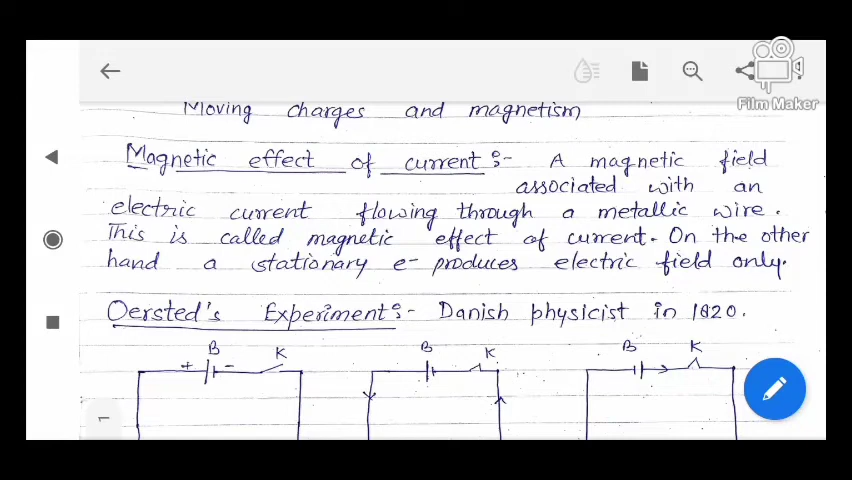 Film Maker
Moving charges and magnetism
Magnetic effect of current :- A magnetic field
associated with an
electric current flowing through a metallic wire.
This is called magnetic effect of current. On the other
hand a stationary e- produces electric field only.
Oersted's Experiment:- Danish physicist in 1820.
B K B K B K
+ -
1